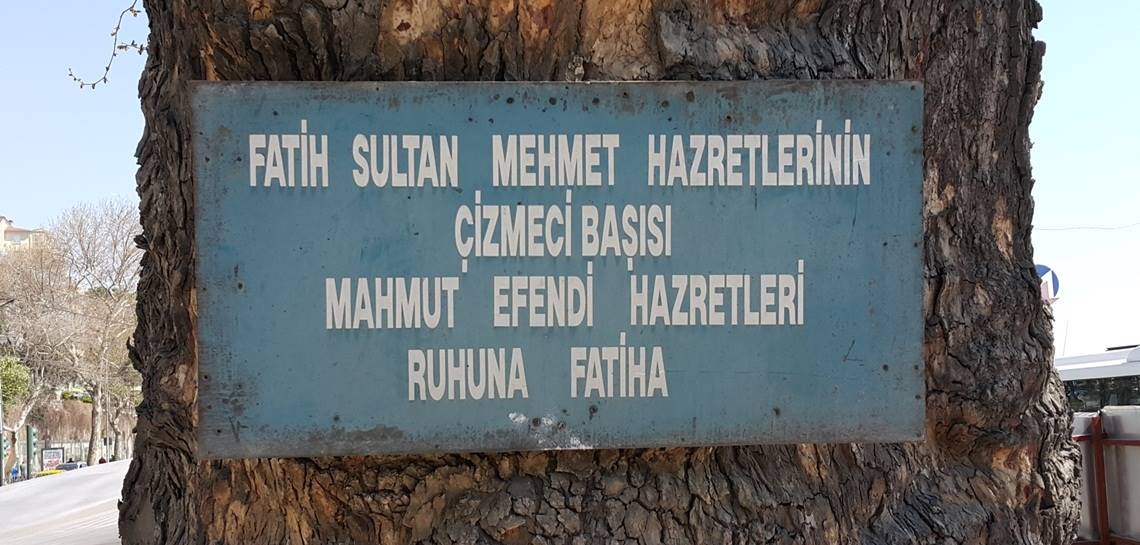 FATİH SULTAN MEHMET HAZRETLERİNİN
ÇİZMECİ BAŞISI
MAHMUT EFENDİ HAZRETLERİ
RUHUNA FATİHA